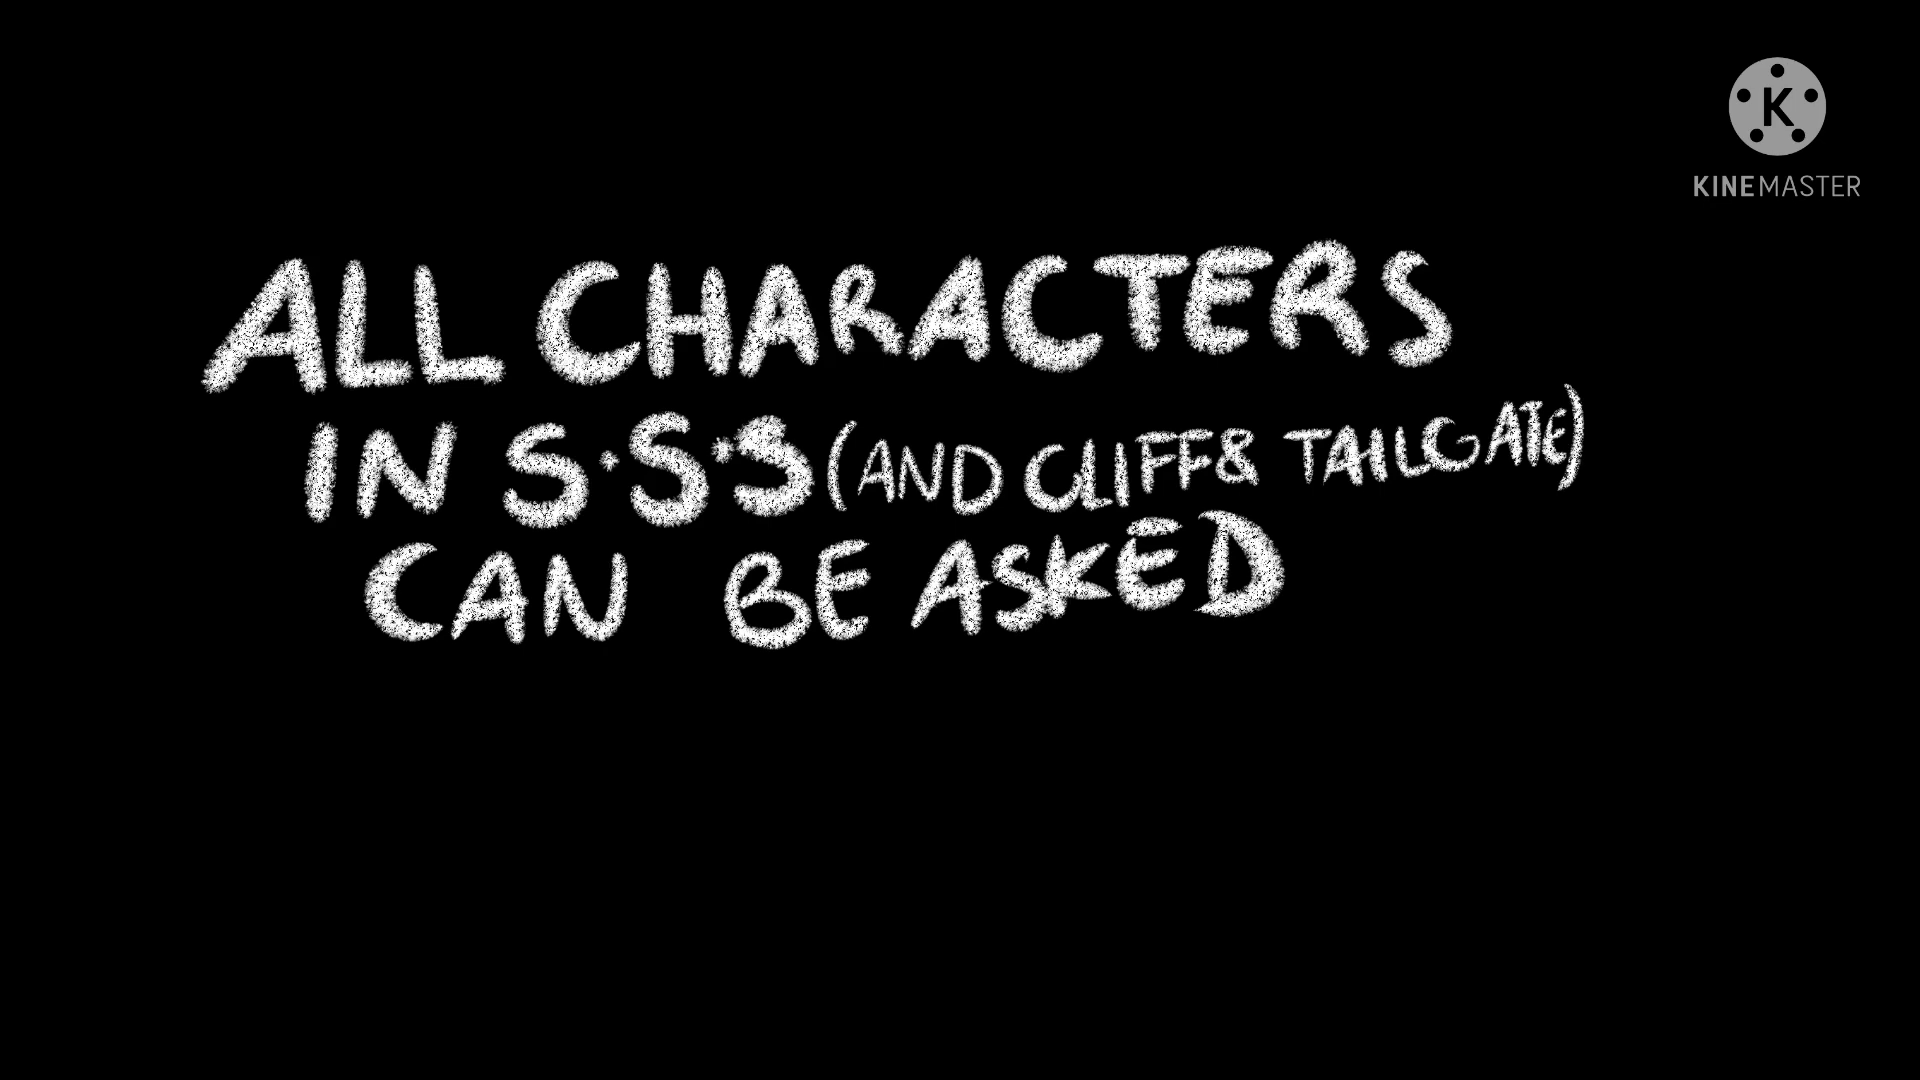 K
KINEMASTER
ALL CHARACTERS
IN S.S.S (AND CLIFF & TAILGATE)
CAN BE ASKED